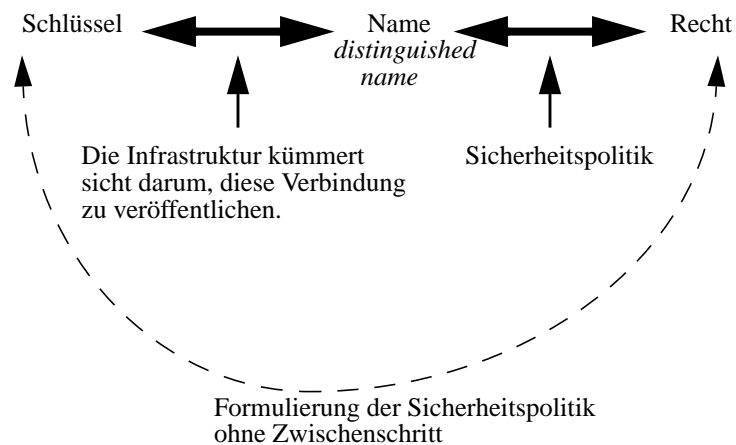 Schlüssel
Name
Recht
distinguished
name
Die Infrastruktur kümmert
sicht darum, diese Verbindung
zu veröffentlichen.
Sicherheitspolitik
Formulierung der Sicherheitspolitik
ohne Zwischenschritt